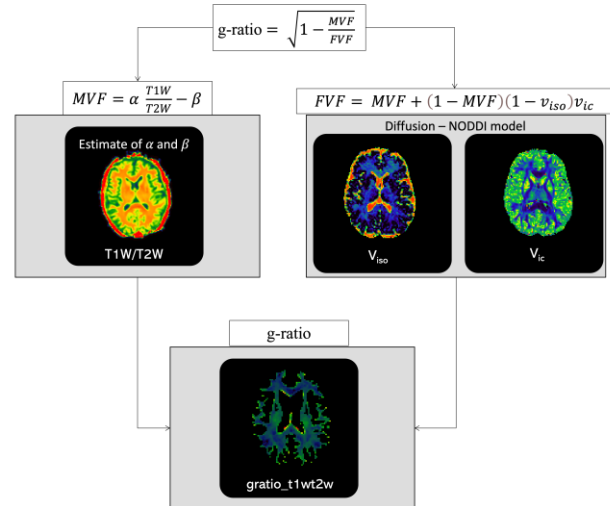 g-ratio = √(1 − MVF/FVF)
MVF = α T1W/T2W − β
FVF = MVF + (1 − MVF)(1 − v_iso)v_ic
Estimate of α and β
T1W/T2W
Diffusion – NODDI model
V_iso
V_ic
g-ratio
gratio_t1wt2w